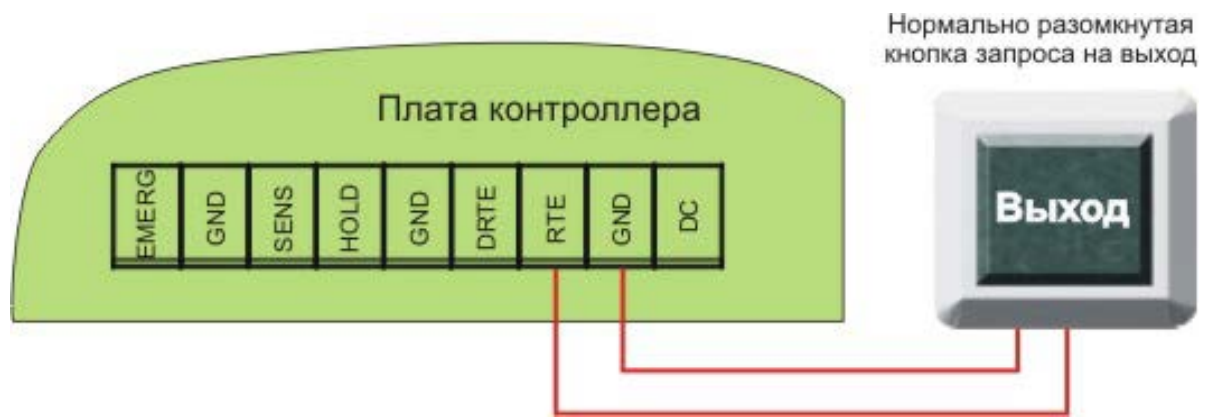 Нормально разомкнутая
кнопка запроса на выход
Плата контроллера
EMERG
GND
SENS
HOLD
GND
DRTE
RTE
GND
DC
Выход